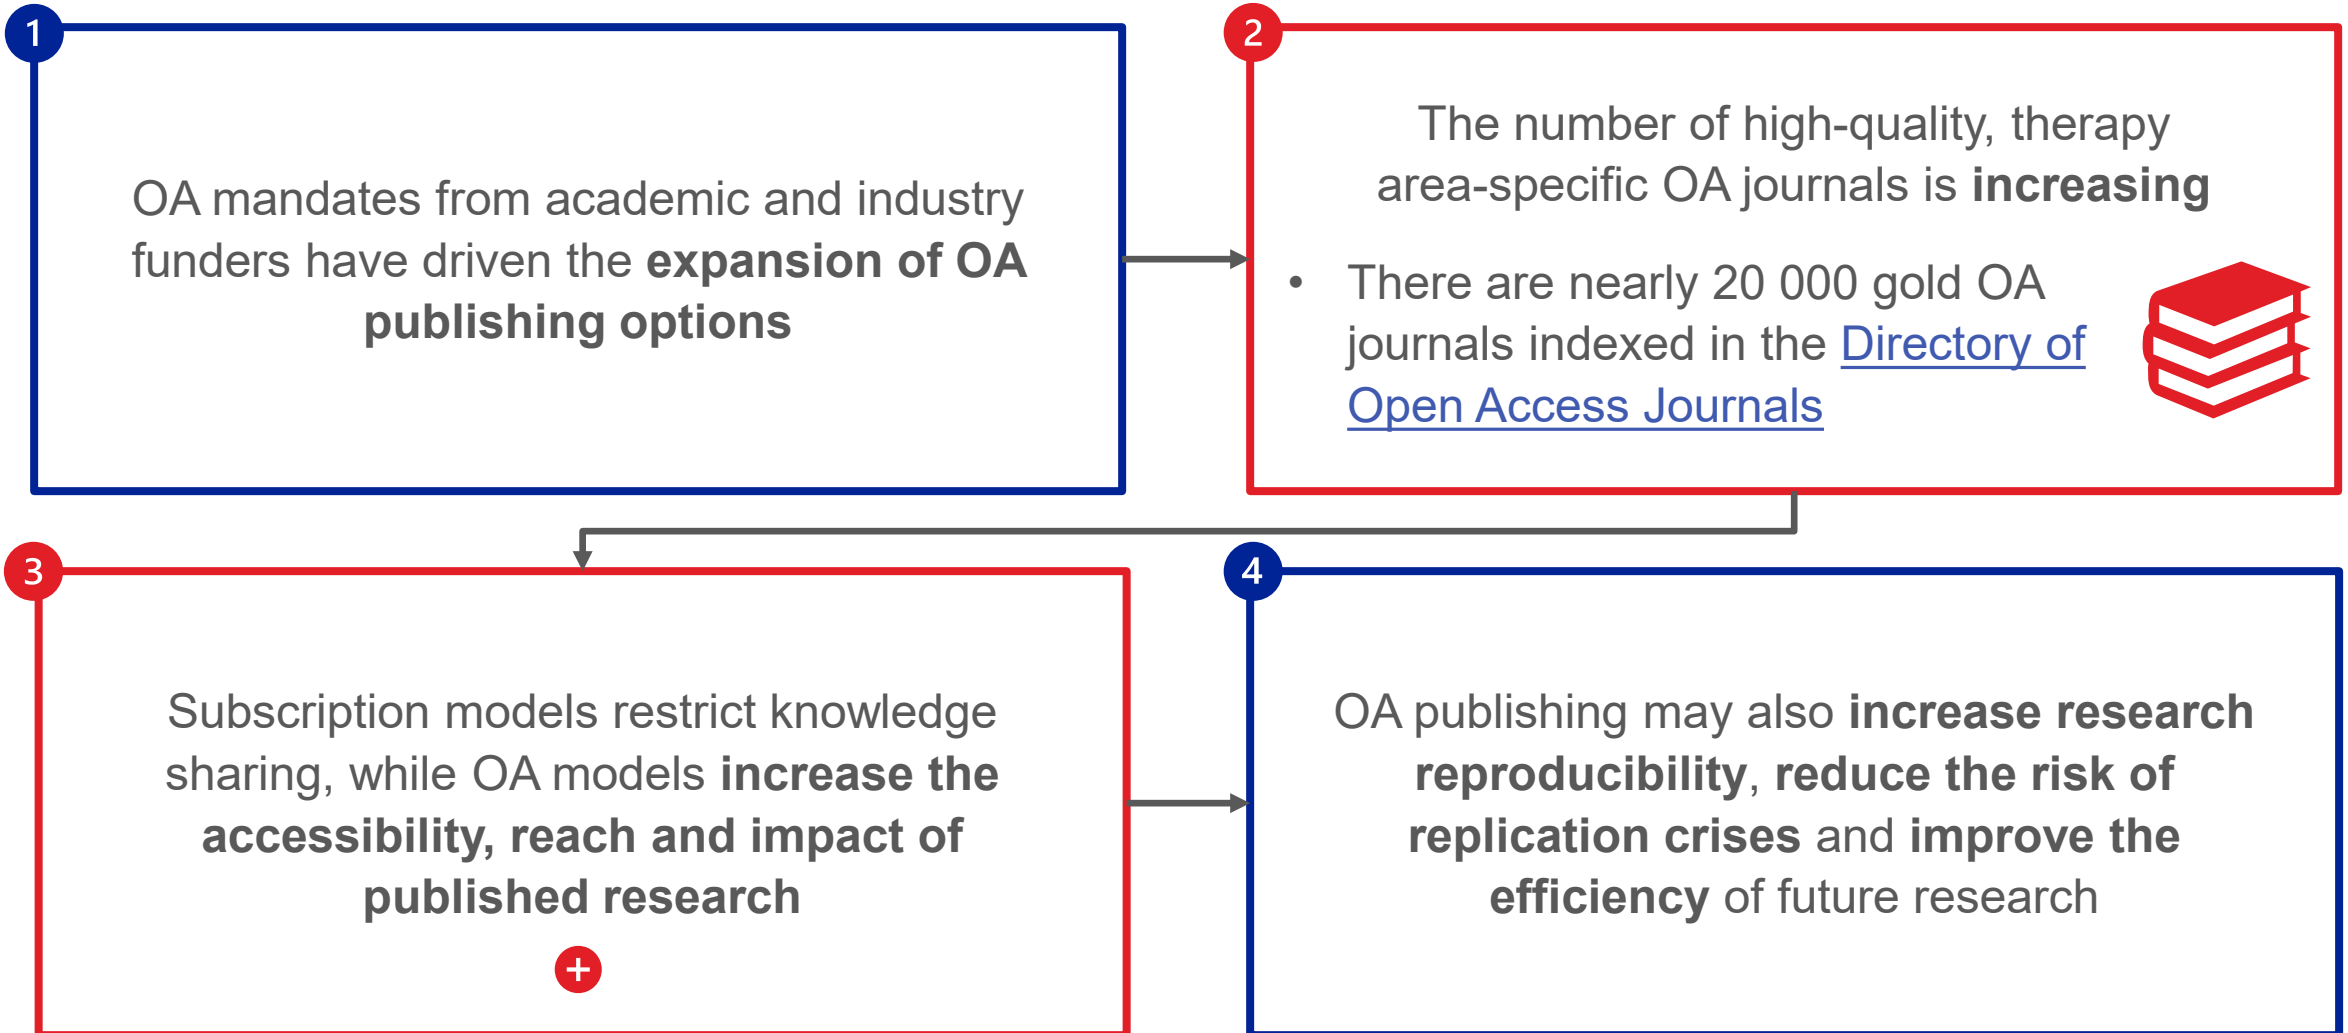 1
OA mandates from academic and industry
funders have driven the expansion of OA
publishing options
2
The number of high-quality, therapy
area-specific OA journals is increasing
• There are nearly 20 000 gold OA
journals indexed in the Directory of
Open Access Journals
3
Subscription models restrict knowledge
sharing, while OA models increase the
accessibility, reach and impact of
published research
+
4
OA publishing may also increase research
reproducibility, reduce the risk of
replication crises and improve the
efficiency of future research